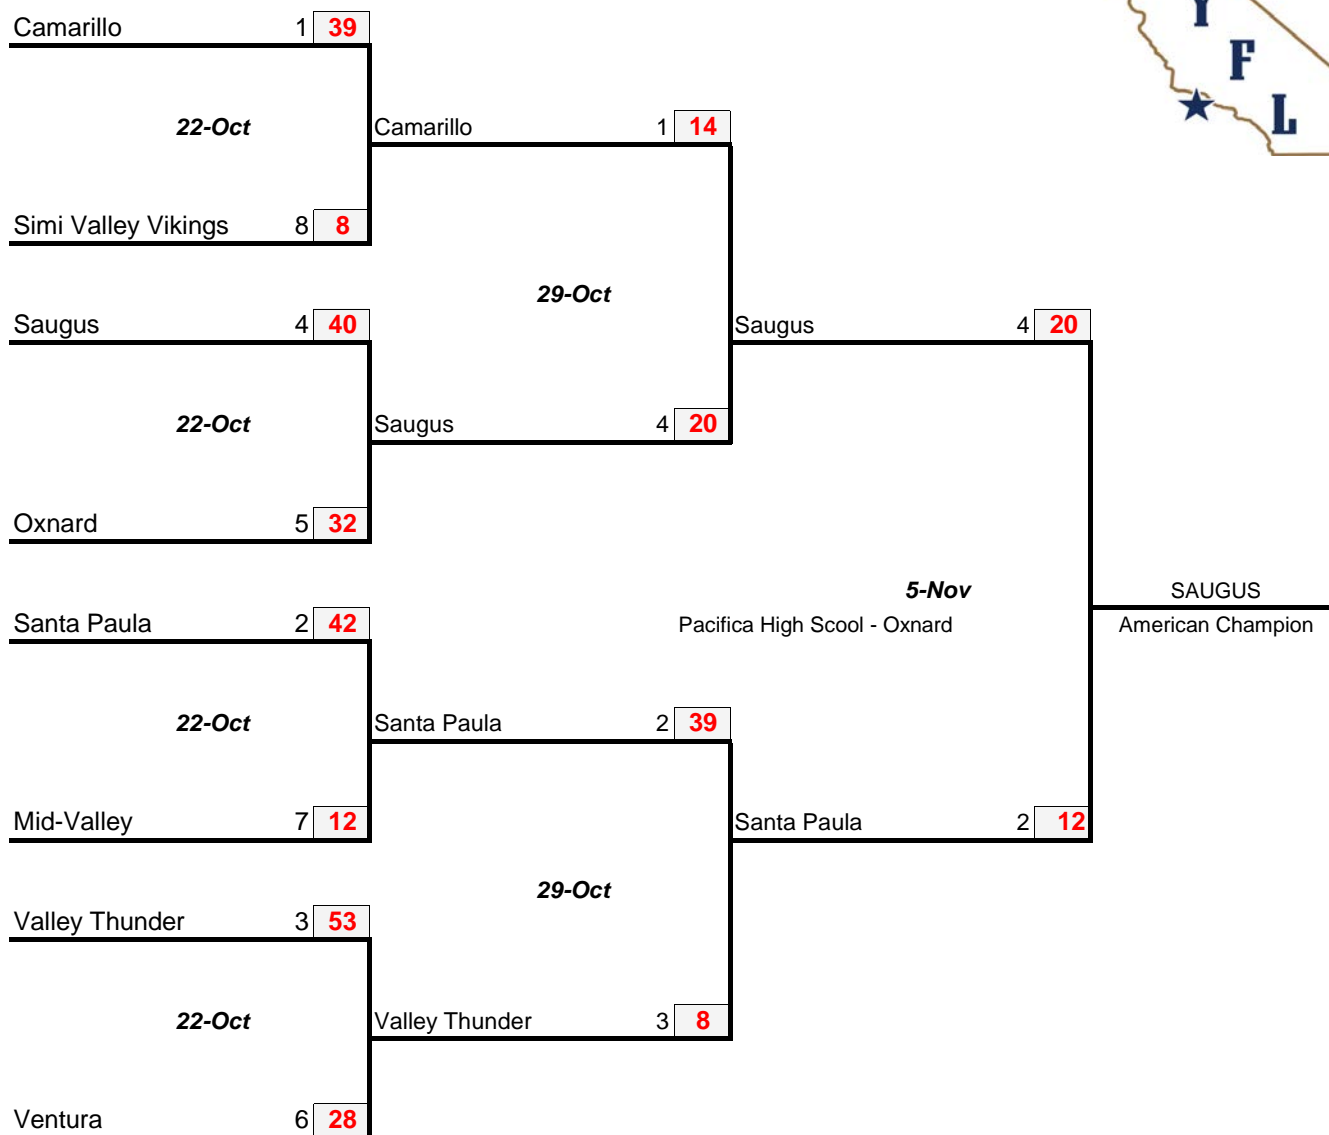 Camarillo 1 39
Y
F
L
22-Oct
Camarillo 1 14
Simi Valley Vikings 8 8
29-Oct
Saugus 4 40
Saugus 4 20
22-Oct
Saugus 4 20
Oxnard 5 32
5-Nov
SAUGUS
Santa Paula 2 42
Pacifica High Scool - Oxnard
American Champion
22-Oct
Santa Paula 2 39
Mid-Valley 7 12
Santa Paula 2 12
29-Oct
Valley Thunder 3 53
22-Oct
Valley Thunder 3 8
Ventura 6 28